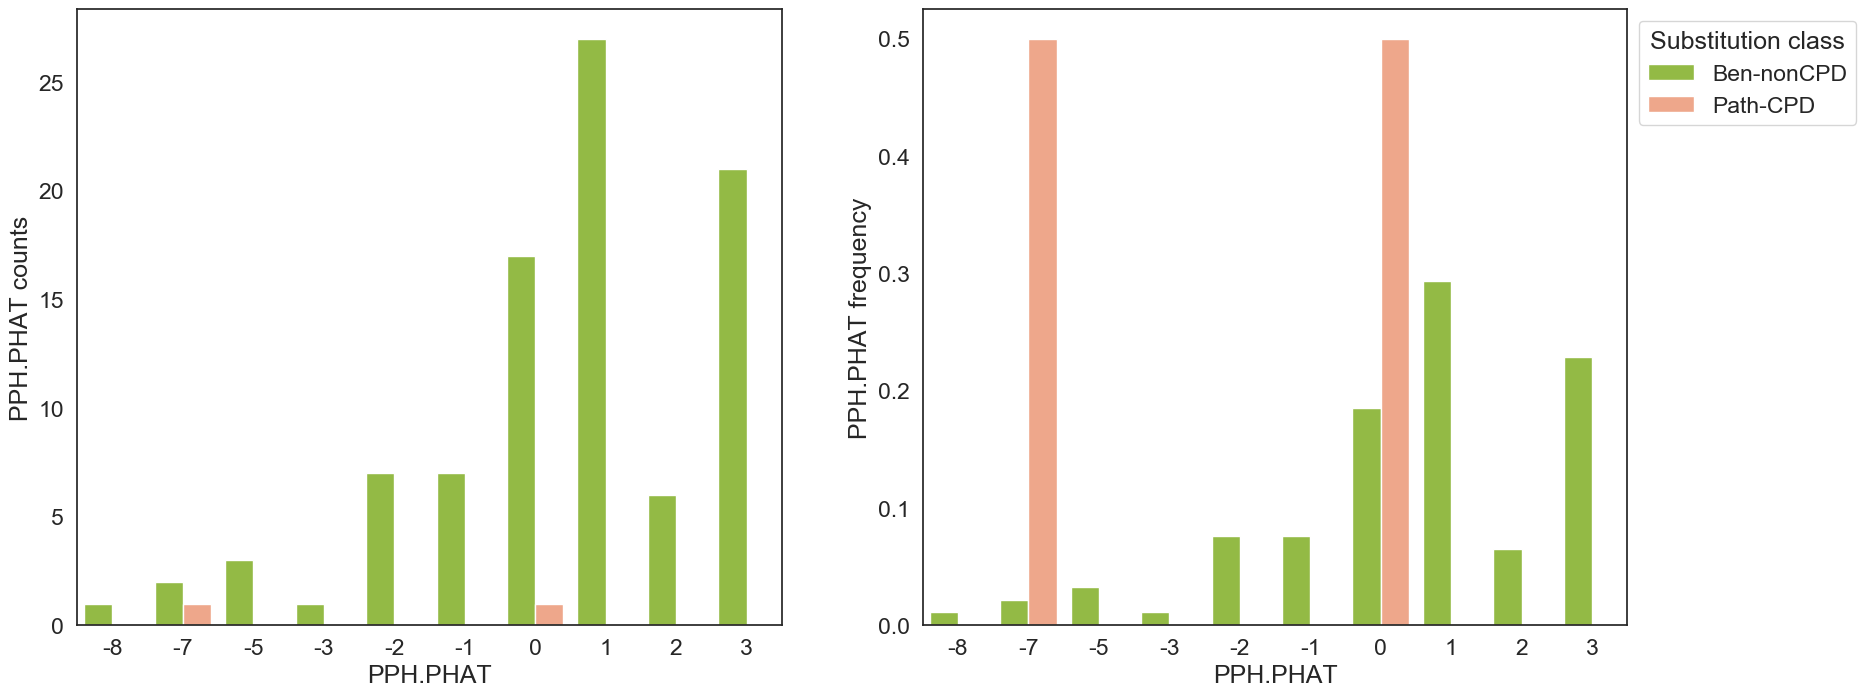 PPH.PHAT counts
25
20
15
10
5
0
-8 -7 -5 -3 -2 -1 0 1 2 3
PPH.PHAT
PPH.PHAT frequency
0.5
0.4
0.3
0.2
0.1
0.0
-8 -7 -5 -3 -2 -1 0 1 2 3
PPH.PHAT
Substitution class
Ben-nonCPD
Path-CPD